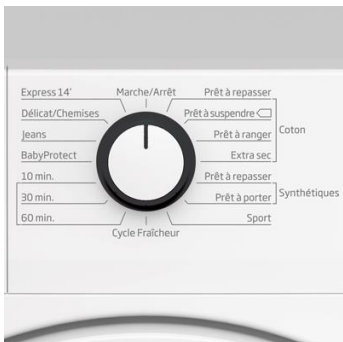 Express 14'
Marche/Arrêt
Prêt à repasser
Délicat/Chemises
Prêt à suspendre
Jeans
Prêt à ranger
Coton
BabyProtect
Extra sec
10 min.
Prêt à repasser
30 min.
Prêt à porter
Synthétiques
60 min.
Sport
Cycle Fraîcheur